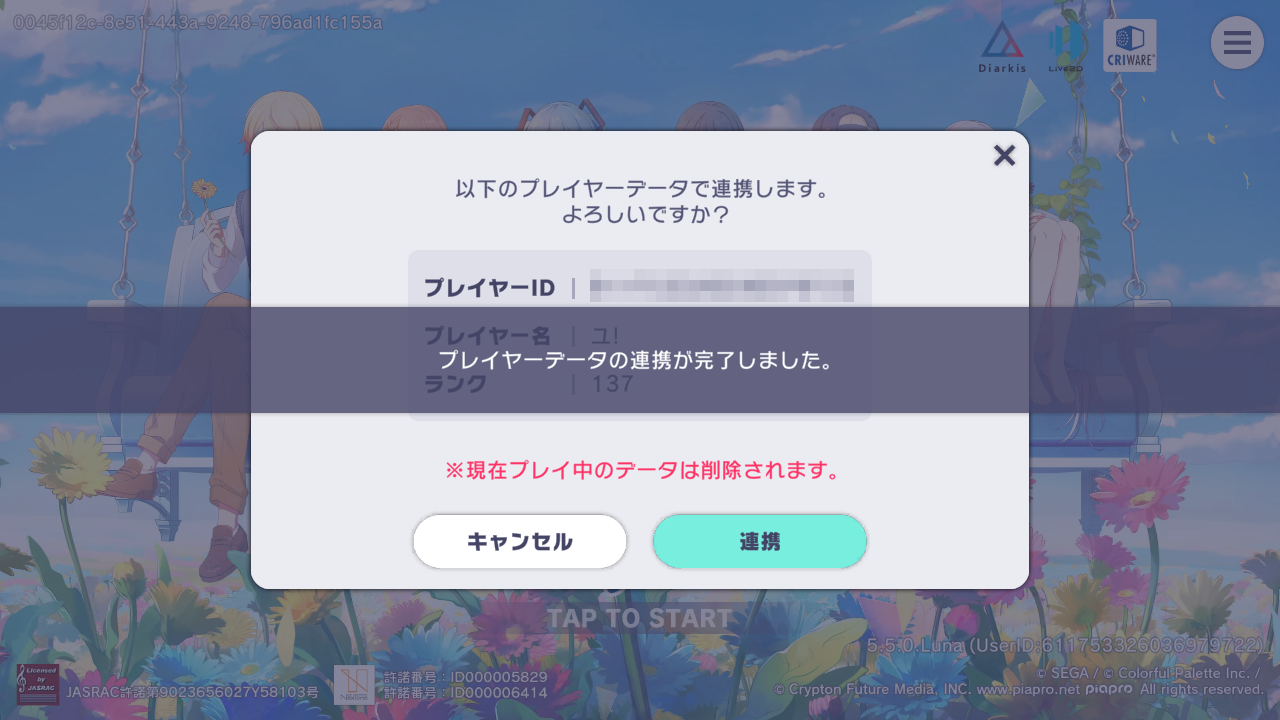 0045f12c-8e51-443a-9248-796ad1fc155a
Diarkis
LIVE2D
CRIWARE
以下のプレイヤーデータで連携します。
よろしいですか？
プレイヤーID
プレイヤー名 ユ!
プレイヤーデータの連携が完了しました。
ランク 137
※現在プレイ中のデータは削除されます。
キャンセル 連携
TAP TO START
5.5.0.Luna (UserID:611753326036979722)
Licensed
by
JASRAC
JASRAC許諾第9023656027Y58103号
許諾番号：ID000005829
許諾番号：ID000006414
© SEGA / © Colorful Palette Inc. /
© Crypton Future Media, INC. www.piapro.net piapro All rights reserved.